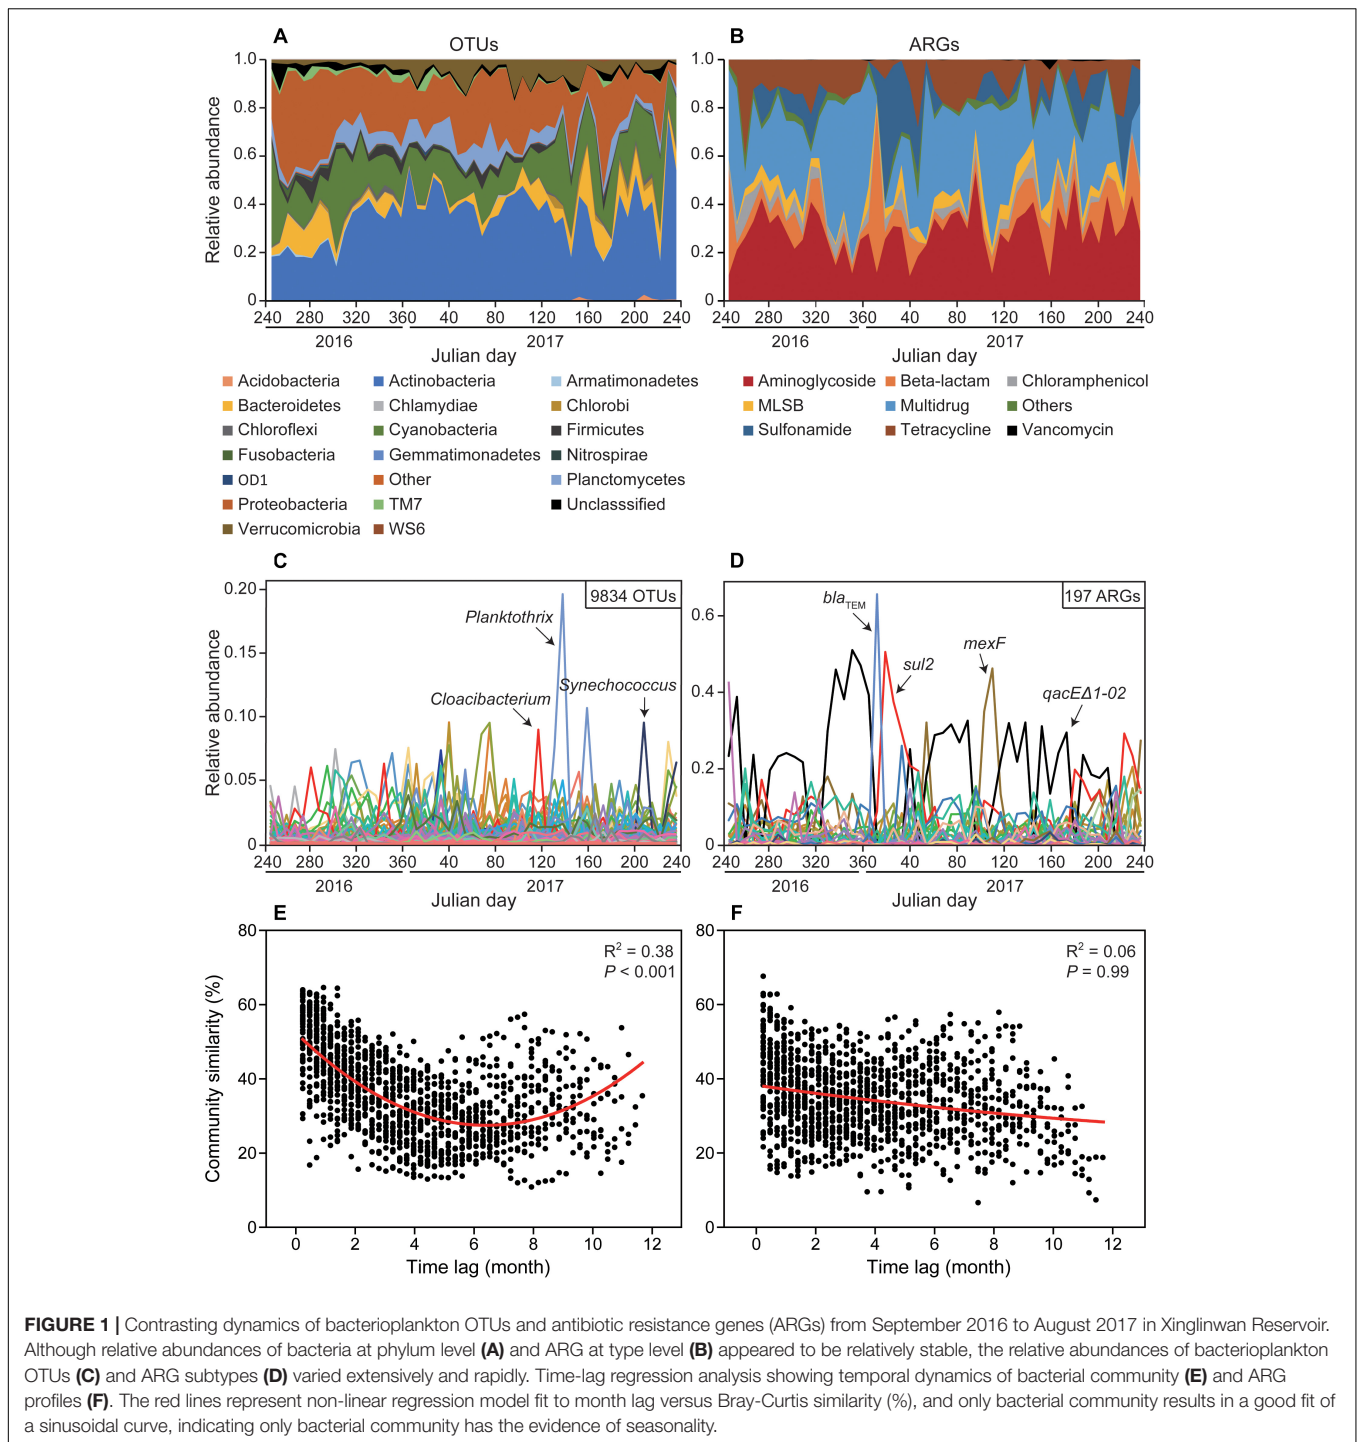 A
OTUs
B
ARGs
Relative abundance
1.0
0.8
0.6
0.4
0.2
0
240 280 320 360 40 80 120 160 200 240
2016 2017
Julian day
1.0
0.8
0.6
0.4
0.2
0
240 280 320 360 40 80 120 160 200 240
2016 2017
Julian day
Acidobacteria Actinobacteria Armatimonadetes
Bacteroidetes Chlamydiae Chlorobi
Chloroflexi Cyanobacteria Firmicutes
Fusobacteria Gemmatimonadetes Nitrospirae
OD1 Other Planctomycetes
Proteobacteria TM7 Unclasssified
Verrucomicrobia WS6
Aminoglycoside Beta-lactam Chloramphenicol
MLSB Multidrug Others
Sulfonamide Tetracycline Vancomycin
C
D
Relative abundance
0.20
0.15
0.10
0.05
0
9834 OTUs
Planktothrix
Synechococcus
Cloacibacterium
240 280 320 360 40 80 120 160 200 240
2016 2017
Julian day
0.6
0.4
0.2
0
197 ARGs
blaTEM
mexF
sul2
qacEΔ1-02
240 280 320 360 40 80 120 160 200 240
2016 2017
Julian day
E
F
Community similarity (%)
80
60
40
20
0
R² = 0.38
P < 0.001
0 2 4 6 8 10 12
Time lag (month)
80
60
40
20
0
R² = 0.06
P = 0.99
0 2 4 6 8 10 12
Time lag (month)
FIGURE 1 | Contrasting dynamics of bacterioplankton OTUs and antibiotic resistance genes (ARGs) from September 2016 to August 2017 in Xinglinwan Reservoir.
Although relative abundances of bacteria at phylum level (A) and ARG at type level (B) appeared to be relatively stable, the relative abundances of bacterioplankton
OTUs (C) and ARG subtypes (D) varied extensively and rapidly. Time-lag regression analysis showing temporal dynamics of bacterial community (E) and ARG
profiles (F). The red lines represent non-linear regression model fit to month lag versus Bray-Curtis similarity (%), and only bacterial community results in a good fit of
a sinusoidal curve, indicating only bacterial community has the evidence of seasonality.